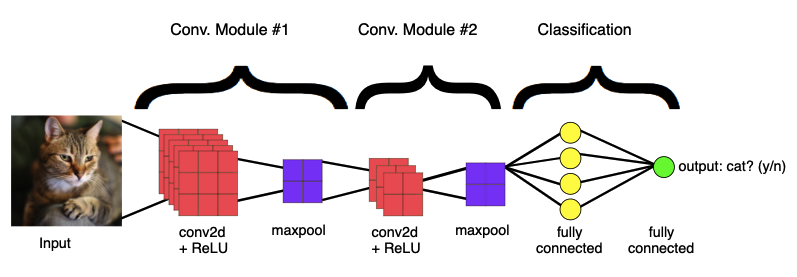 Conv. Module #1
Conv. Module #2
Classification
output: cat? (y/n)
Input
conv2d
+ ReLU
maxpool
conv2d
+ ReLU
maxpool
fully
connected
fully
connected